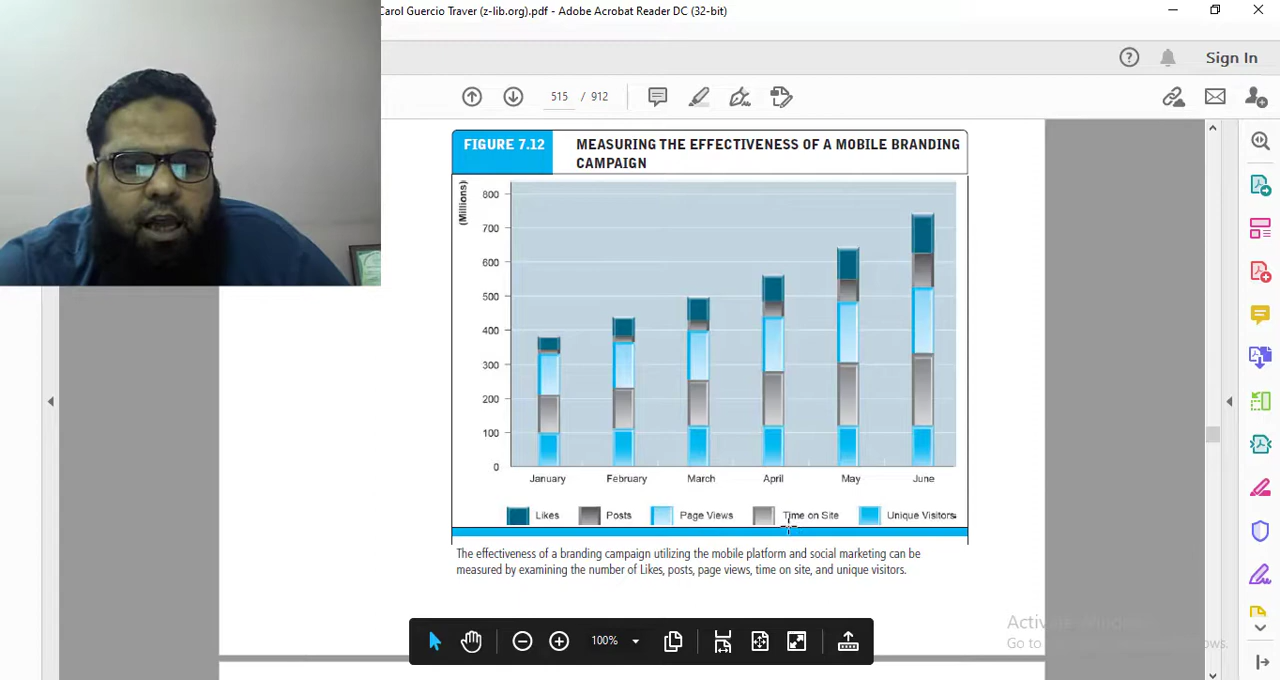 Carol Guercio Traver (z-lib.org).pdf - Adobe Acrobat Reader DC (32-bit)
Sign In
515 / 912
FIGURE 7.12 MEASURING THE EFFECTIVENESS OF A MOBILE BRANDING
CAMPAIGN
(Millions)
800
700
600
500
400
300
200
100
0
January February March April May June
Likes Posts Page Views Time on Site Unique Visitors
The effectiveness of a branding campaign utilizing the mobile platform and social marketing can be
measured by examining the number of Likes, posts, page views, time on site, and unique visitors.
100%
Activate Windows
Go to